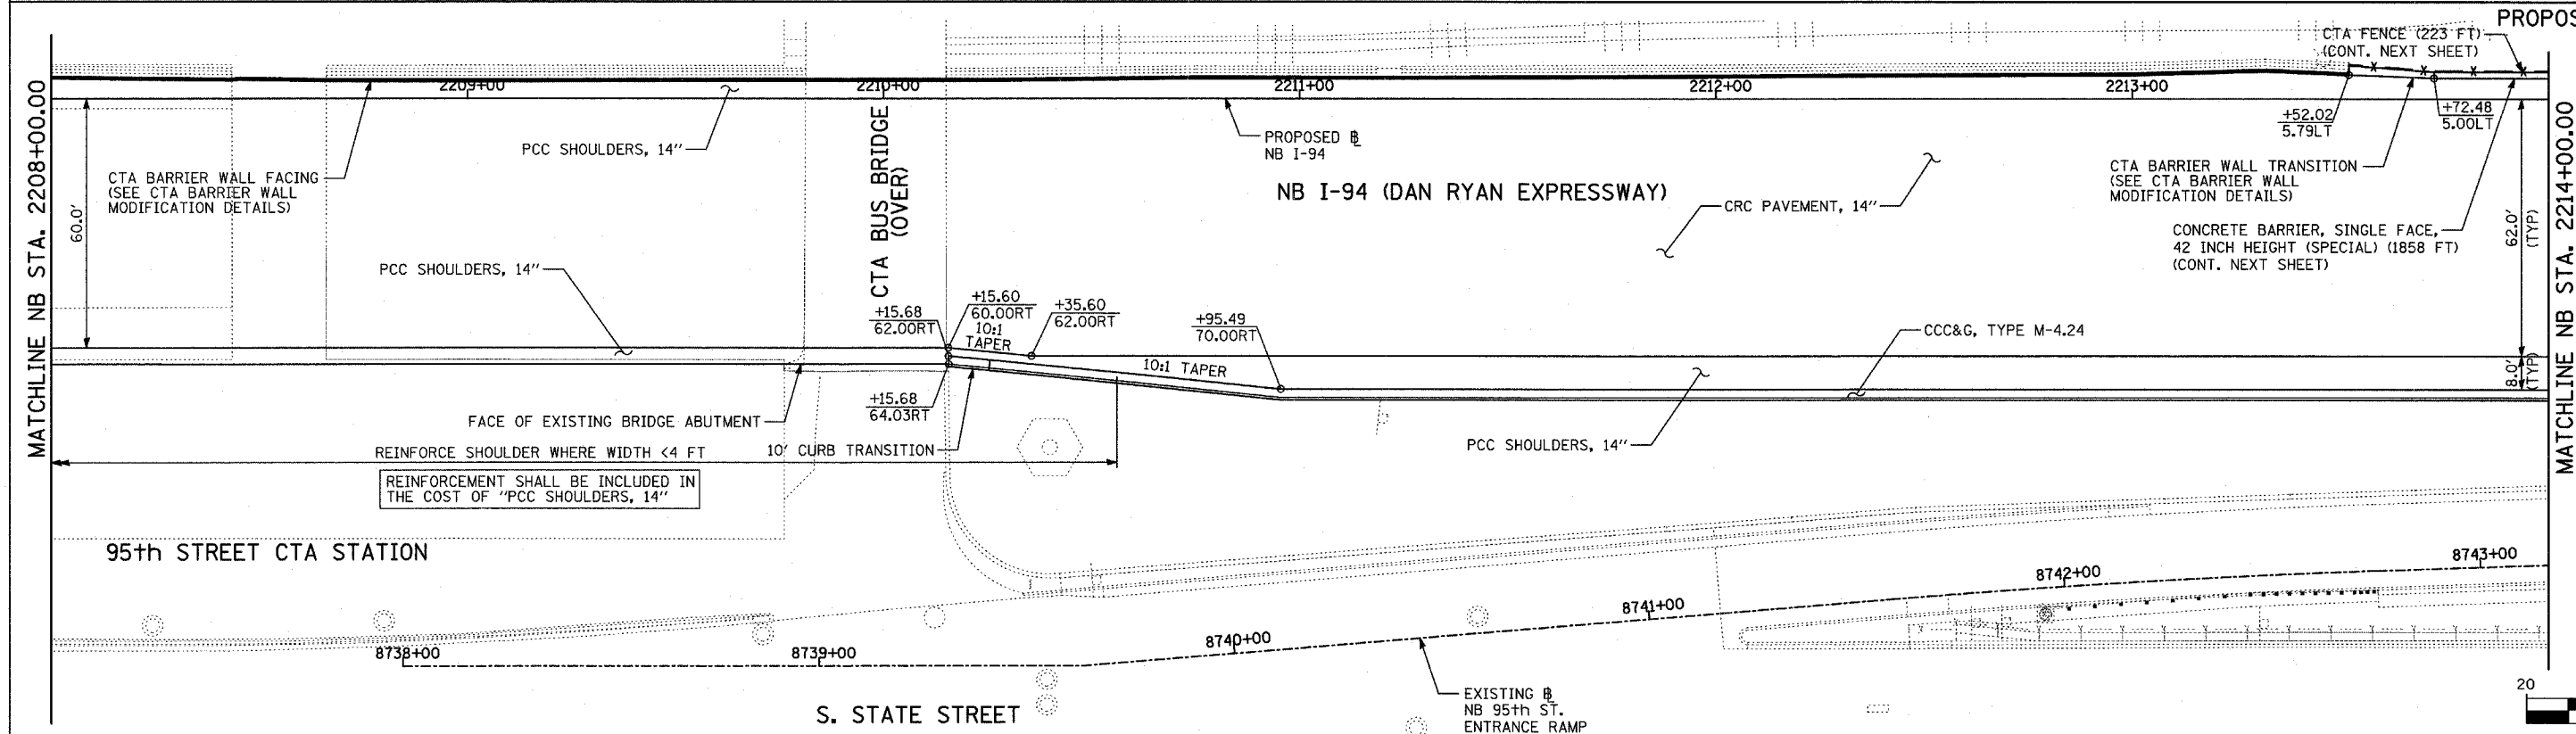 PROPOS
CTA FENCE (223 FT)
(CONT. NEXT SHEET)
MATCHLINE NB STA. 2208+00.00
2209+00
2210+00
2211+00
2212+00
2213+00
+52.02
5.79LT
+72.48
5.00LT
MATCHLINE NB STA. 2214+00.00
60.0'
CTA BARRIER WALL FACING
(SEE CTA BARRIER WALL
MODIFICATION DETAILS)
PCC SHOULDERS, 14"
CTA BUS BRIDGE
(OVER)
PROPOSED B
NB I-94
NB I-94 (DAN RYAN EXPRESSWAY)
CRC PAVEMENT, 14"
CTA BARRIER WALL TRANSITION
(SEE CTA BARRIER WALL
MODIFICATION DETAILS)
CONCRETE BARRIER, SINGLE FACE,
42 INCH HEIGHT (SPECIAL) (1858 FT)
(CONT. NEXT SHEET)
62.0'
(TYP)
PCC SHOULDERS, 14"
+15.68
62.00RT
+15.60
60.00RT
10:1
TAPER
+35.60
62.00RT
+95.49
70.00RT
10:1 TAPER
CCC&G, TYPE M-4.24
8.0'
(TYP)
+15.68
64.03RT
FACE OF EXISTING BRIDGE ABUTMENT
REINFORCE SHOULDER WHERE WIDTH <4 FT
10' CURB TRANSITION
PCC SHOULDERS, 14"
REINFORCEMENT SHALL BE INCLUDED IN
THE COST OF "PCC SHOULDERS, 14"
95th STREET CTA STATION
8738+00
8739+00
8740+00
8741+00
8742+00
8743+00
S. STATE STREET
EXISTING B
NB 95th ST.
ENTRANCE RAMP
20